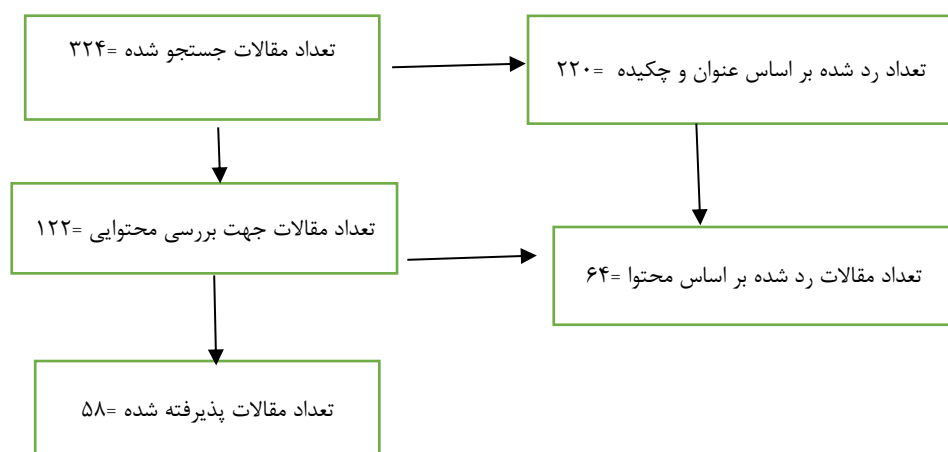 تعداد مقالات جستجو شده =۳۲۴
تعداد رد شده بر اساس عنوان و چکیده =۲۲۰
تعداد مقالات جهت بررسی محتوایی =۱۲۲
تعداد مقالات رد شده بر اساس محتوا =۶۴
تعداد مقالات پذیرفته شده =۵۸